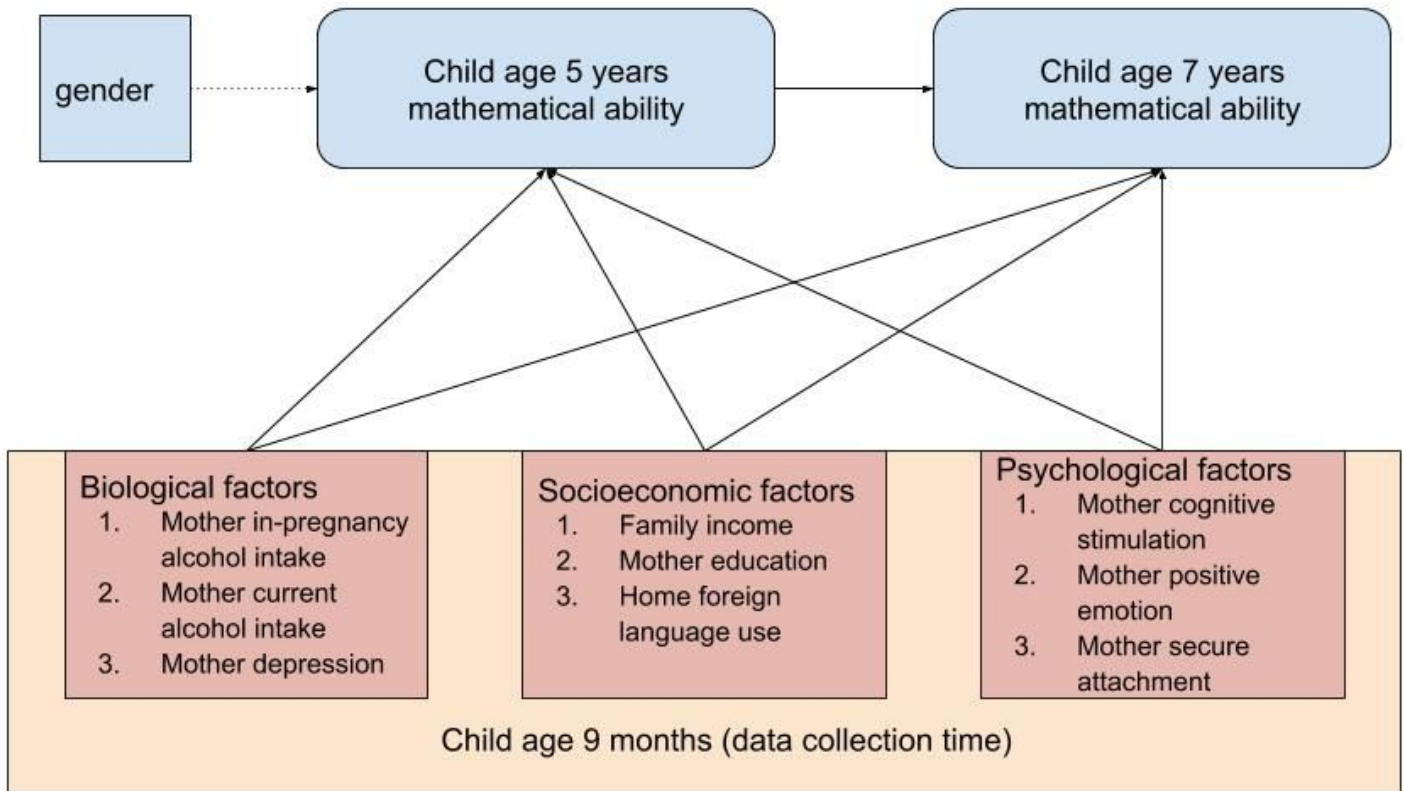 gender
Child age 5 years
mathematical ability
Child age 7 years
mathematical ability
Biological factors
1. Mother in-pregnancy
alcohol intake
2. Mother current
alcohol intake
3. Mother depression
Socioeconomic factors
1. Family income
2. Mother education
3. Home foreign
language use
Psychological factors
1. Mother cognitive
stimulation
2. Mother positive
emotion
3. Mother secure
attachment
Child age 9 months (data collection time)